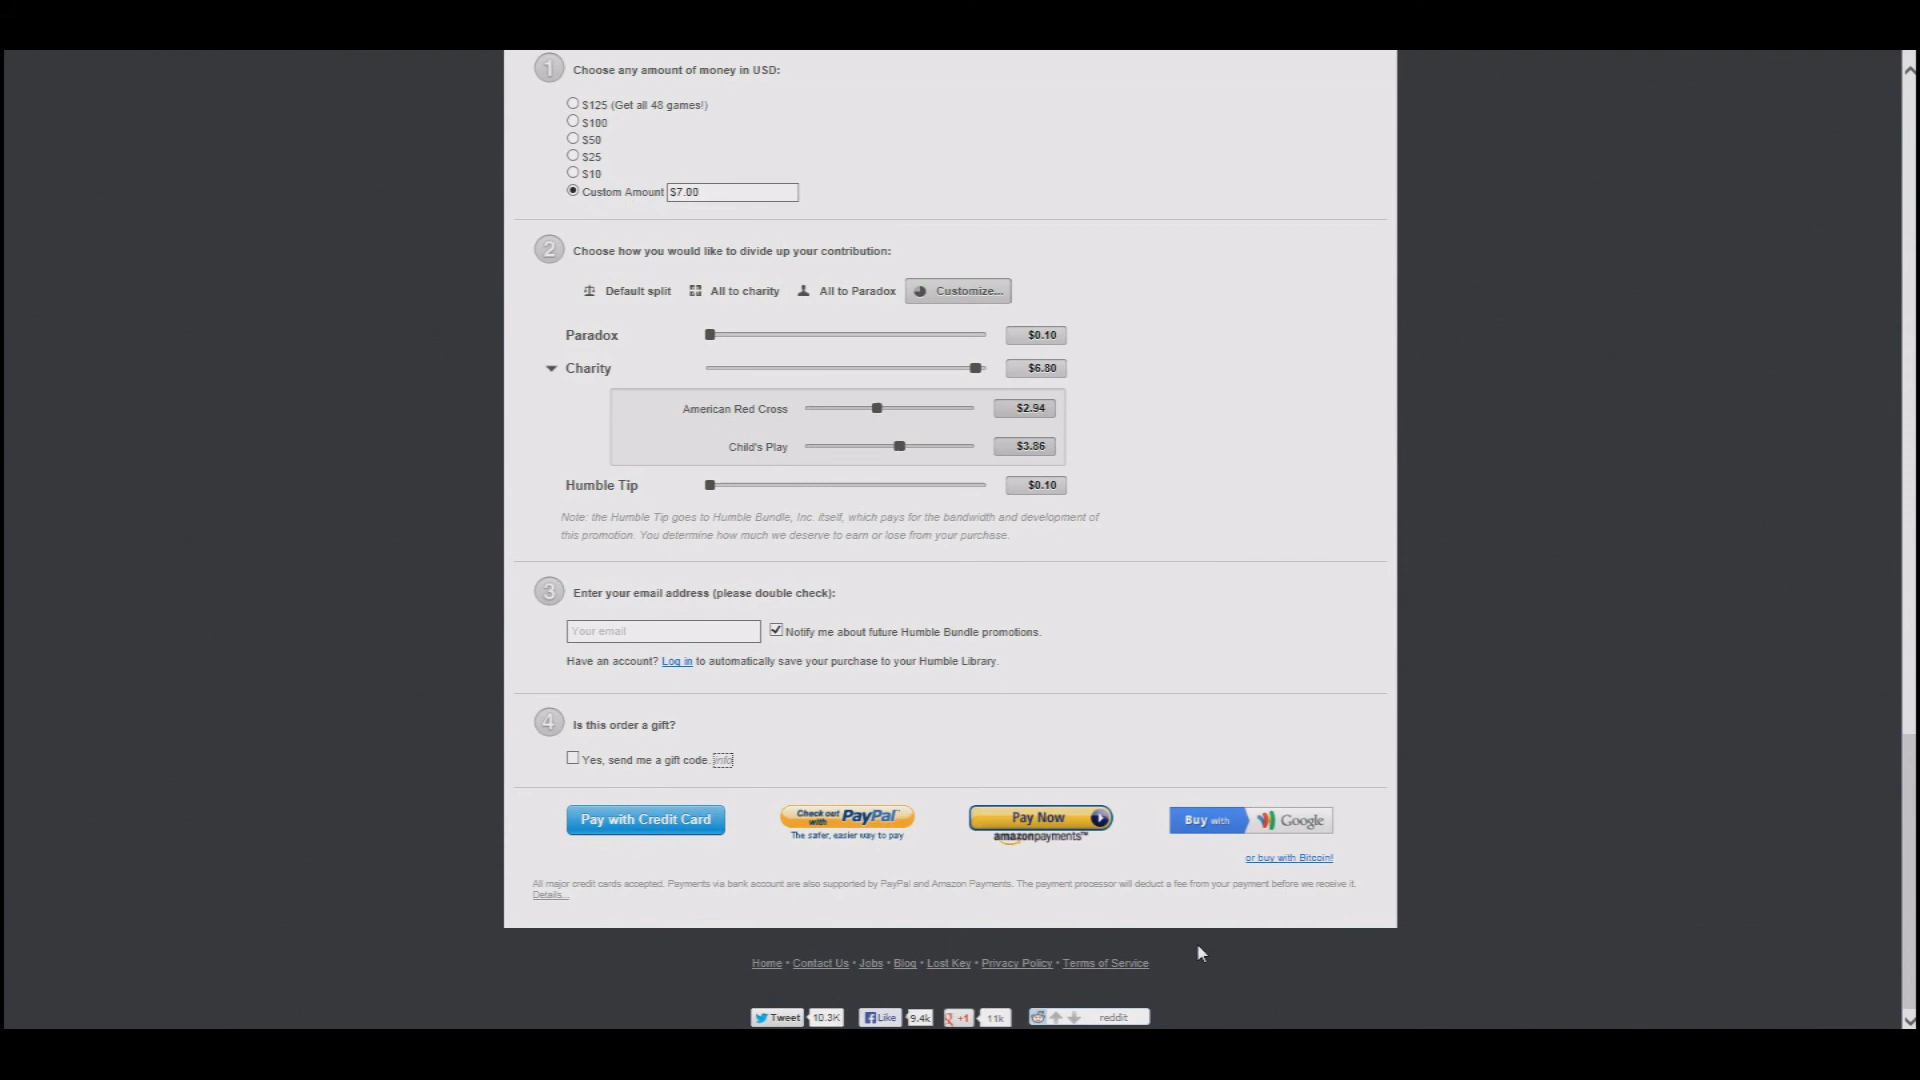 1 Choose any amount of money in USD:
$125 (Get all 48 games!)
$100
$50
$25
$10
Custom Amount $7.00
2 Choose how you would like to divide up your contribution:
Default split All to charity All to Paradox Customize...
Paradox $0.10
Charity $6.80
American Red Cross $2.94
Child's Play $3.86
Humble Tip $0.10
Note: the Humble Tip goes to Humble Bundle, Inc. itself, which pays for the bandwidth and development of
this promotion. You determine how much we deserve to earn or lose from your purchase.
3 Enter your email address (please double check):
Your email Notify me about future Humble Bundle promotions.
Have an account? Log in to automatically save your purchase to your Humble Library.
4 Is this order a gift?
Yes, send me a gift code. info
Pay with Credit Card Check out with PayPal™ Pay Now Buy with Google
The safer, easier way to pay amazonpayments™
or buy with Bitcoin!
All major credit cards accepted. Payments via bank account are also supported by PayPal and Amazon Payments. The payment processor will deduct a fee from your payment before we receive it.
Details...
Home • Contact Us • Jobs • Blog • Lost Key • Privacy Policy • Terms of Service
Tweet 10.3K Like 9.4k +1 11k reddit